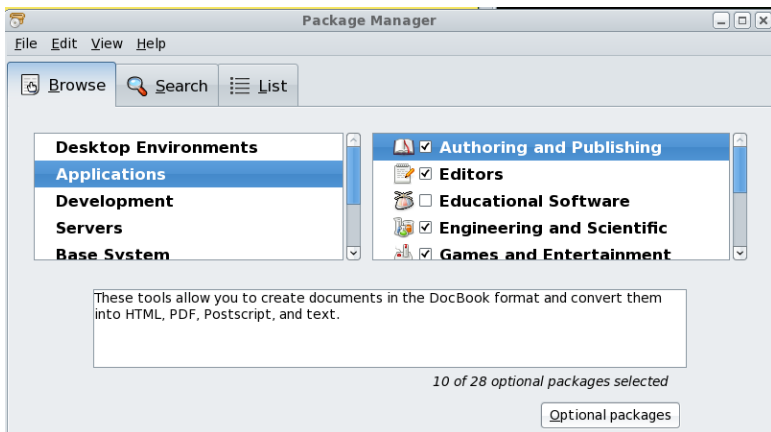 Package Manager
File Edit View Help
Browse Search List
Desktop Environments
Applications
Development
Servers
Base System
Authoring and Publishing
Editors
Educational Software
Engineering and Scientific
Games and Entertainment
These tools allow you to create documents in the DocBook format and convert them
into HTML, PDF, Postscript, and text.
10 of 28 optional packages selected
Optional packages